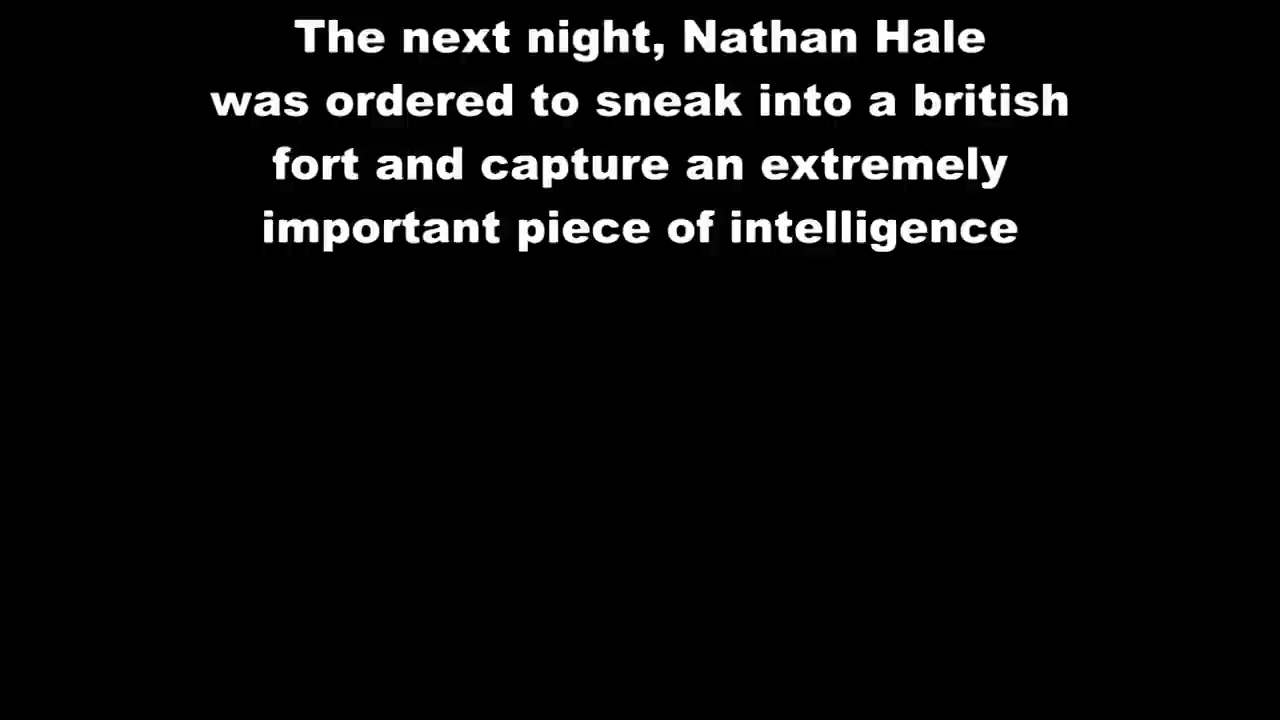 The next night, Nathan Hale
was ordered to sneak into a british
fort and capture an extremely
important piece of intelligence